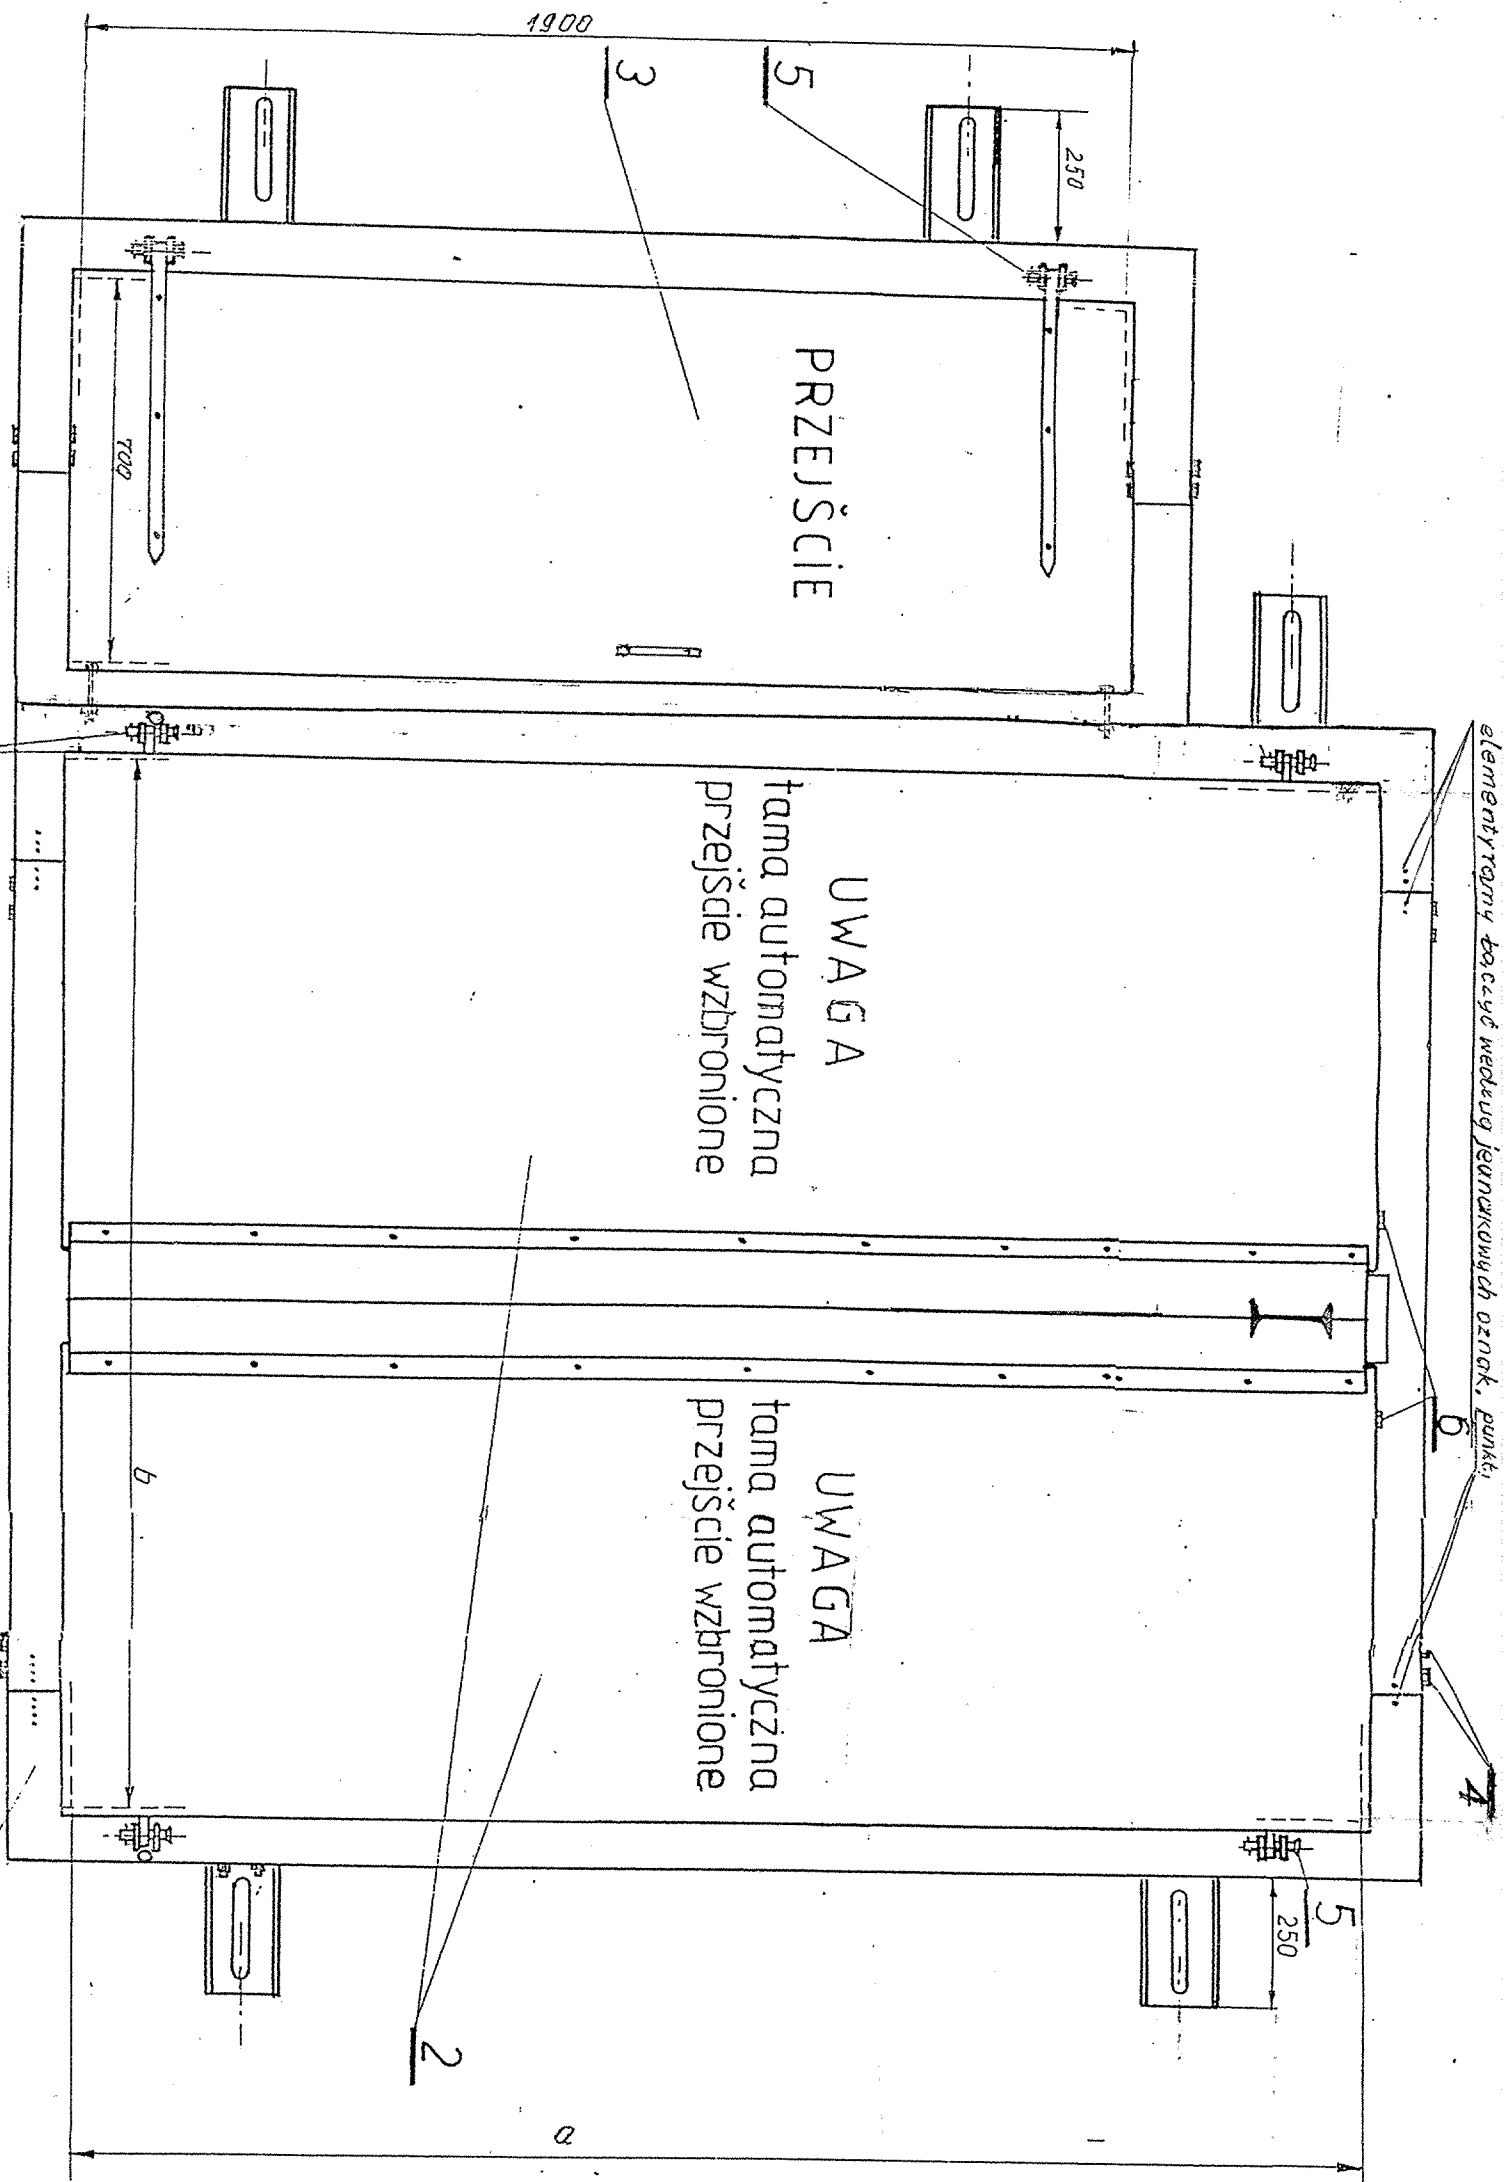 elementy ramy łączyć według jednakowych oznak. punkt.
1900
3
5
250
5
PRZEJŚCIE
700
UWAGA
tama automatyczna
przejście wzbronione
UWAGA
tama automatyczna
przejście wzbronione
6
4
b
5
250
2
a